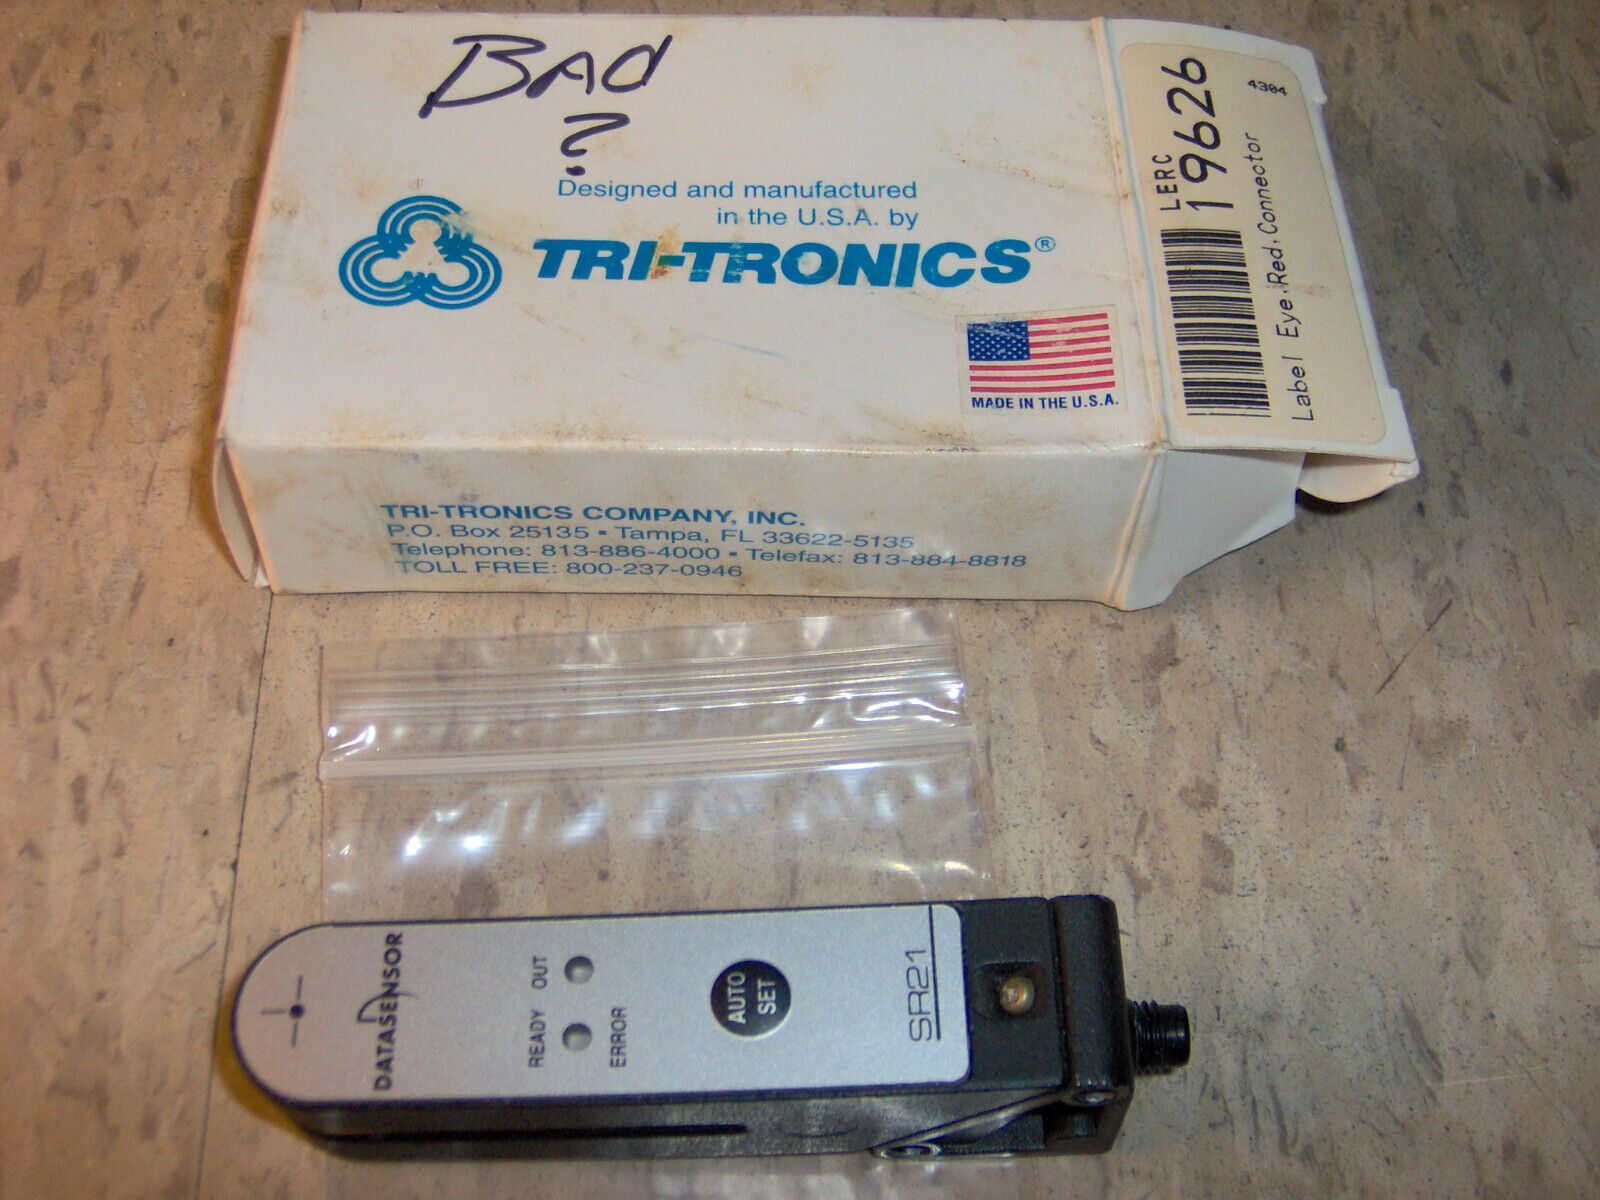 BAd
?
Designed and manufactured
in the U.S.A. by
TRI-TRONICS®
MADE IN THE U.S.A.
LERC
19626
4304
Label Eye, Red, Connector
TRI-TRONICS COMPANY, INC.
P.O. Box 25135 • Tampa, FL 33622-5135
Telephone: 813-886-4000 • Telefax: 813-884-8818
TOLL FREE: 800-237-0946
DATASENSOR
READY OUT
ERROR
AUTO
SET
SR21